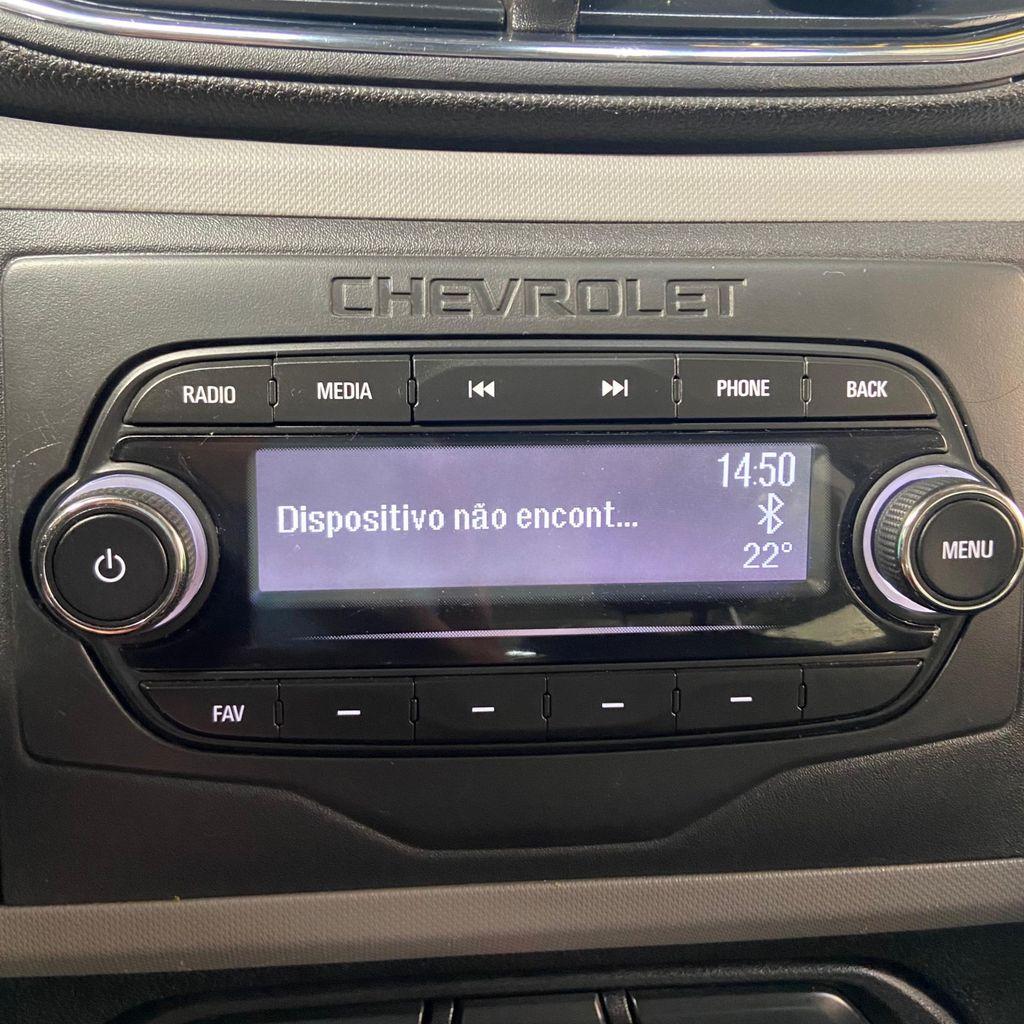 CHEVROLET
RADIO MEDIA PHONE BACK
14:50
Dispositivo não encont...
22°
MENU
FAV